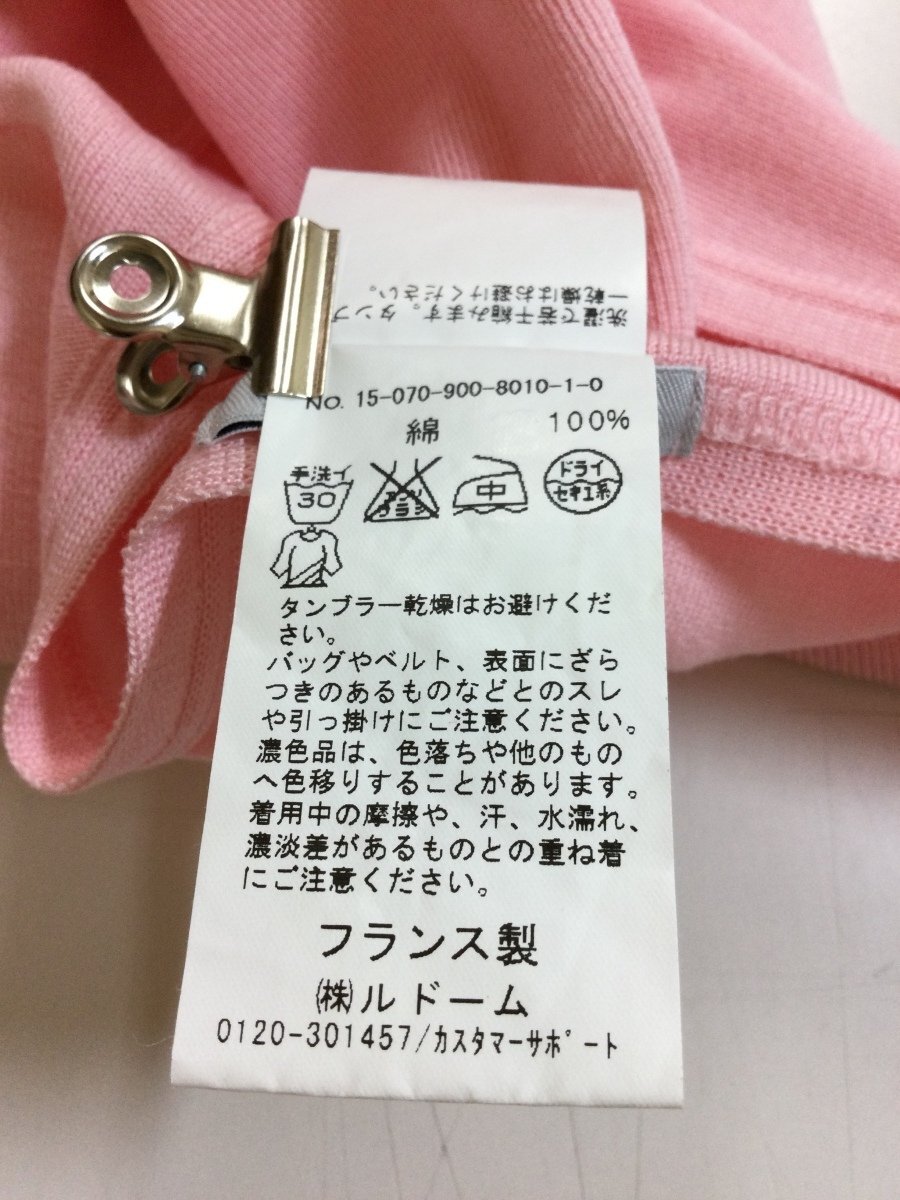 洗濯で若干縮みます。タンブ
ー乾燥はお避けください。
No. 15-070-900-8010-1-0
綿 100%
手洗イ
30
エンソ
サラシ
中
ドライ
セキユ系
タンブラー乾燥はお避けくだ
さい。
バッグやベルト、表面にざら
つきのあるものなどとのスレ
や引っ掛けにご注意ください。
濃色品は、色落ちや他のもの
へ色移りすることがあります。
着用中の摩擦や、汗、水濡れ、
濃淡差があるものとの重ね着
にご注意ください。
フランス製
㈱ルドーム
0120-301457/カスタマーサポート